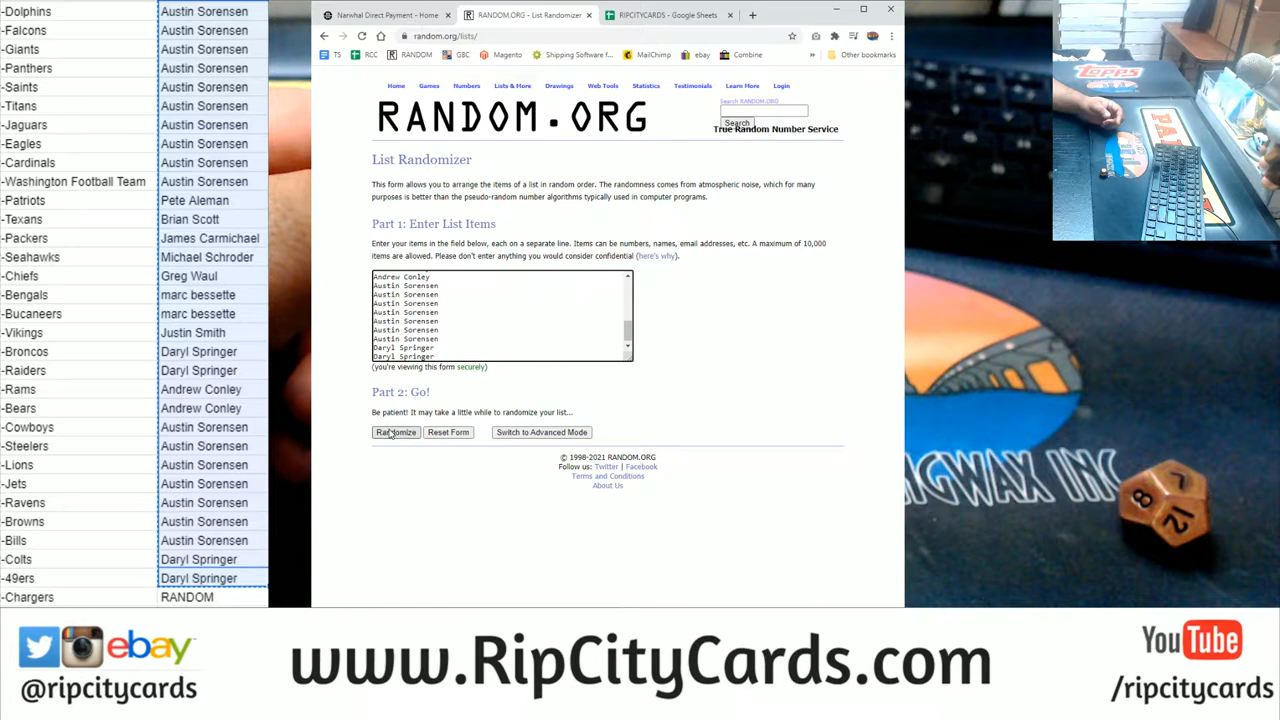 -Dolphins Austin Sorensen
-Falcons Austin Sorensen
-Giants Austin Sorensen
-Panthers Austin Sorensen
-Saints Austin Sorensen
-Titans Austin Sorensen
-Jaguars Austin Sorensen
-Eagles Austin Sorensen
-Cardinals Austin Sorensen
-Washington Football Team Austin Sorensen
-Patriots Pete Aleman
-Texans Brian Scott
-Packers James Carmichael
-Seahawks Michael Schroder
-Chiefs Greg Waul
-Bengals marc bessette
-Bucaneers marc bessette
-Vikings Justin Smith
-Broncos Daryl Springer
-Raiders Daryl Springer
-Rams Andrew Conley
-Bears Andrew Conley
-Cowboys Austin Sorensen
-Steelers Austin Sorensen
-Lions Austin Sorensen
-Jets Austin Sorensen
-Ravens Austin Sorensen
-Browns Austin Sorensen
-Bills Austin Sorensen
-Colts Daryl Springer
-49ers Daryl Springer
-Chargers RANDOM
Narwhal Direct Payment - Home
RANDOM.ORG - List Randomizer
RIPCITYCARDS - Google Sheets
random.org/lists/
TS RCC RANDOM GBC Magento Shipping Software f... MailChimp ebay Combine » Other bookmarks
Home Games Numbers Lists & More Drawings Web Tools Statistics Testimonials Learn More Login
RANDOM.ORG
Search RANDOM.ORG
Search
True Random Number Service
List Randomizer
This form allows you to arrange the items of a list in random order. The randomness comes from atmospheric noise, which for many
purposes is better than the pseudo-random number algorithms typically used in computer programs.
Part 1: Enter List Items
Enter your items in the field below, each on a separate line. Items can be numbers, names, email addresses, etc. A maximum of 10,000
items are allowed. Please don't enter anything you would consider confidential (here's why).
Andrew Conley
Austin Sorensen
Austin Sorensen
Austin Sorensen
Austin Sorensen
Austin Sorensen
Austin Sorensen
Austin Sorensen
Daryl Springer
Daryl Springer
(you're viewing this form securely)
Part 2: Go!
Be patient! It may take a little while to randomize your list...
Randomize Reset Form Switch to Advanced Mode
© 1998-2021 RANDOM.ORG
Follow us: Twitter | Facebook
Terms and Conditions
About Us
Topps
GWAX INC
8
12
ebay
@ripcitycards
www.RipCityCards.com
YouTube
/ripcitycards